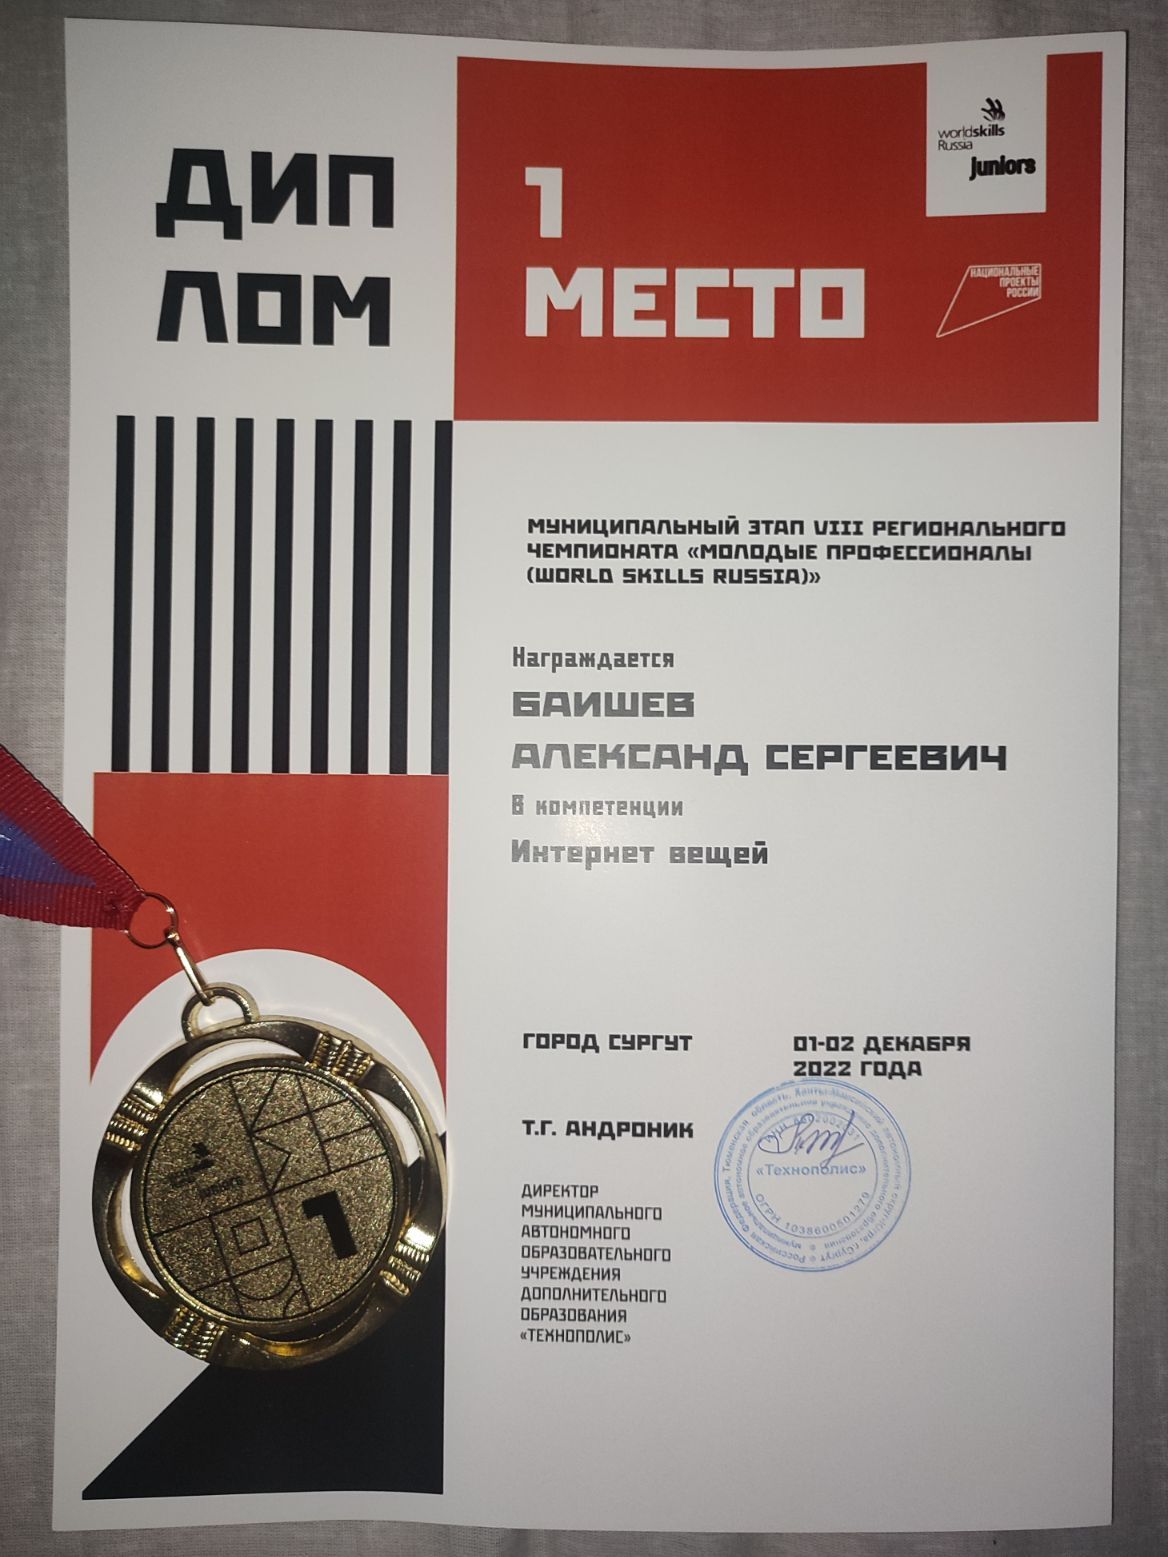 ДИП
ЛОМ
1
МЕСТО
worldskills
Russia
juniors
НАЦИОНАЛЬНЫЕ
ПРОЕКТЫ
РОССИИ
МУНИЦИПАЛЬНЫЙ ЭТАП VIII РЕГИОНАЛЬНОГО
ЧЕМПИОНАТА «МОЛОДЫЕ ПРОФЕССИОНАЛЫ
(WORLD SKILLS RUSSIA)»
Награждается
БАИШЕВ
АЛЕКСАНД СЕРГЕЕВИЧ
В компетенции
Интернет вещей
ГОРОД СУРГУТ
01-02 ДЕКАБРЯ
2022 ГОДА
Т.Г. АНДРОНИК
ДИРЕКТОР
МУНИЦИПАЛЬНОГО
АВТОНОМНОГО
ОБРАЗОВАТЕЛЬНОГО
УЧРЕЖДЕНИЯ
ДОПОЛНИТЕЛЬНОГО
ОБРАЗОВАНИЯ
«ТЕХНОПОЛИС»
«Технополис»
ОГРН 1038600501279
juniors
1